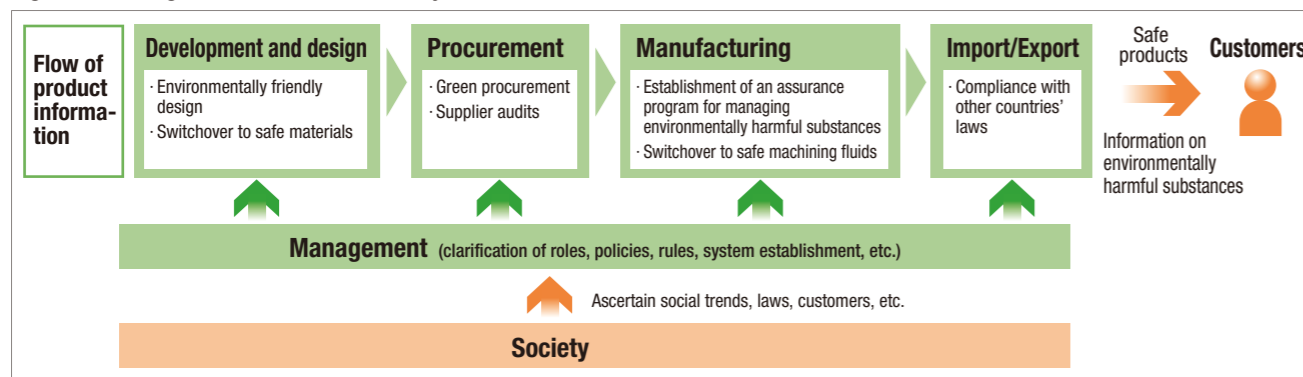 Flow of
product
informa-
tion
Development and design
· Environmentally friendly
design
· Switchover to safe materials
Procurement
· Green procurement
· Supplier audits
Manufacturing
· Establishment of an assurance
program for managing
environmentally harmful substances
· Switchover to safe machining fluids
Import/Export
· Compliance with
other countries'
laws
Safe
products
Customers
Information on
environmentally
harmful substances
Management (clarification of roles, policies, rules, system establishment, etc.)
Ascertain social trends, laws, customers, etc.
Society